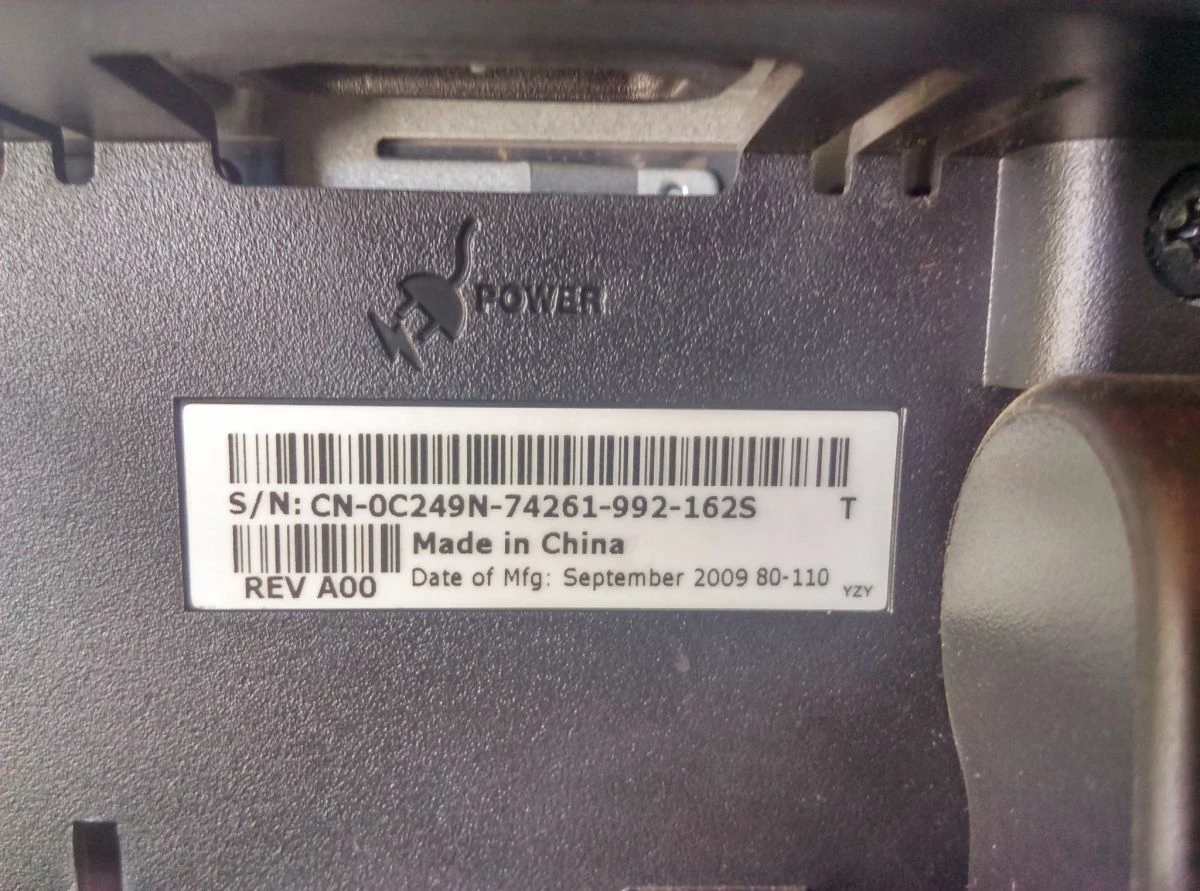 POWER
S/N: CN-0C249N-74261-992-162S T
Made in China
REV A00 Date of Mfg: September 2009 80-110 YZY